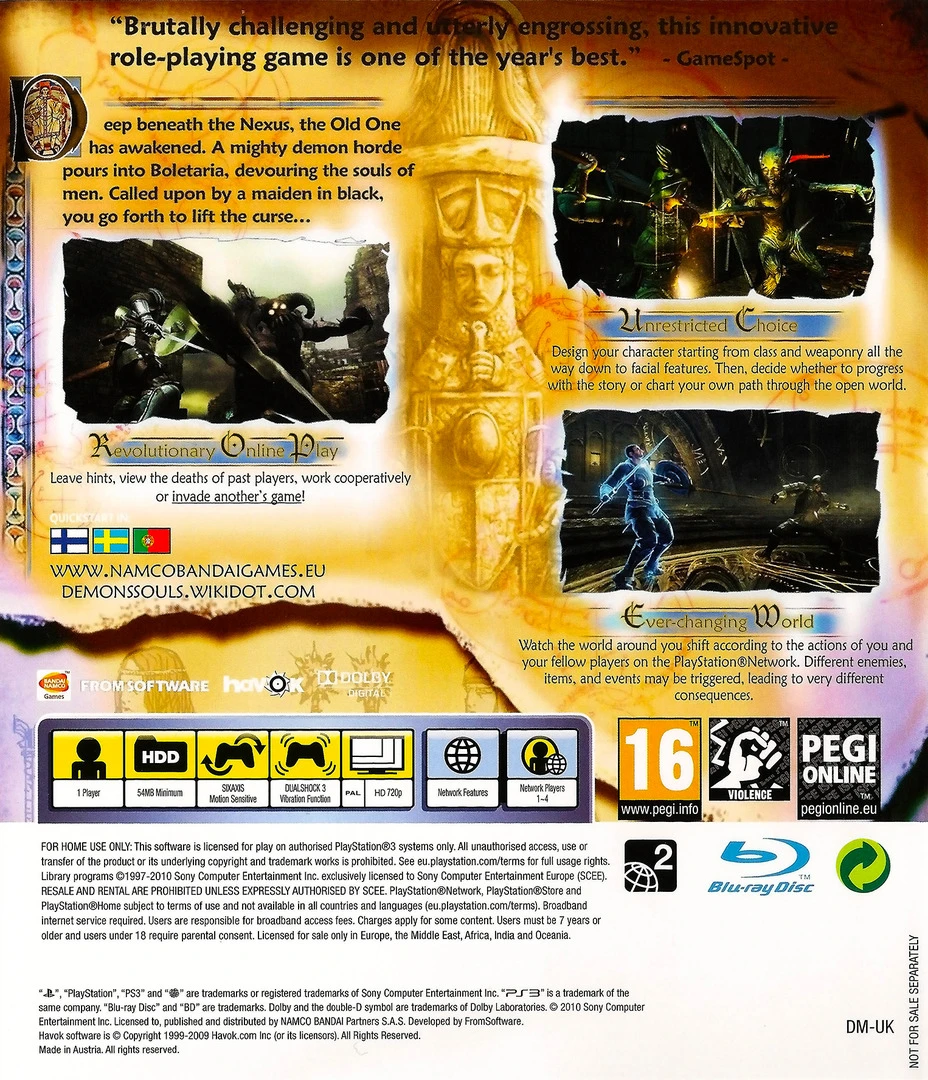 “Brutally challenging and utterly engrossing, this innovative
role-playing game is one of the year's best.” - GameSpot -
Deep beneath the Nexus, the Old One
has awakened. A mighty demon horde
pours into Boletaria, devouring the souls of
men. Called upon by a maiden in black,
you go forth to lift the curse...
Revolutionary Online Play
Leave hints, view the deaths of past players, work cooperatively
or invade another's game!
QUICKSTART IN:
WWW.NAMCOBANDAIGAMES.EU
DEMONSSOULS.WIKIDOT.COM
Unrestricted Choice
Design your character starting from class and weaponry all the
way down to facial features. Then, decide whether to progress
with the story or chart your own path through the open world.
Ever-changing World
Watch the world around you shift according to the actions of you and
your fellow players on the PlayStation®Network. Different enemies,
items, and events may be triggered, leading to very different
consequences.
BANDAI NAMCO Games
FROMSOFTWARE
havok
DOLBY DIGITAL
HDD
1 Player
54MB Minimum
SIXAXIS Motion Sensitive
DUALSHOCK 3 Vibration Function
PAL
HD 720p
Network Features
Network Players 1~4
16
www.pegi.info
VIOLENCE
PEGI
ONLINE
pegionline.eu
FOR HOME USE ONLY: This software is licensed for play on authorised PlayStation®3 systems only. All unauthorised access, use or
transfer of the product or its underlying copyright and trademark works is prohibited. See eu.playstation.com/terms for full usage rights.
Library programs ©1997-2010 Sony Computer Entertainment Inc. exclusively licensed to Sony Computer Entertainment Europe (SCEE).
RESALE AND RENTAL ARE PROHIBITED UNLESS EXPRESSLY AUTHORISED BY SCEE. PlayStation®Network, PlayStation®Store and
PlayStation®Home subject to terms of use and not available in all countries and languages (eu.playstation.com/terms). Broadband
internet service required. Users are responsible for broadband access fees. Charges apply for some content. Users must be 7 years or
older and users under 18 require parental consent. Licensed for sale only in Europe, the Middle East, Africa, India and Oceania.
2
Blu-ray Disc™
“ ”, “PlayStation”, “PS3” and “ ” are trademarks or registered trademarks of Sony Computer Entertainment Inc. “PS3” is a trademark of the
same company. “Blu-ray Disc” and “BD” are trademarks. Dolby and the double-D symbol are trademarks of Dolby Laboratories. © 2010 Sony Computer
Entertainment Inc. Licensed to, published and distributed by NAMCO BANDAI Partners S.A.S. Developed by FromSoftware.
Havok software is © Copyright 1999-2009 Havok.com Inc (or its licensors). All Rights Reserved.
Made in Austria. All rights reserved.
DM-UK
NOT FOR SALE SEPARATELY